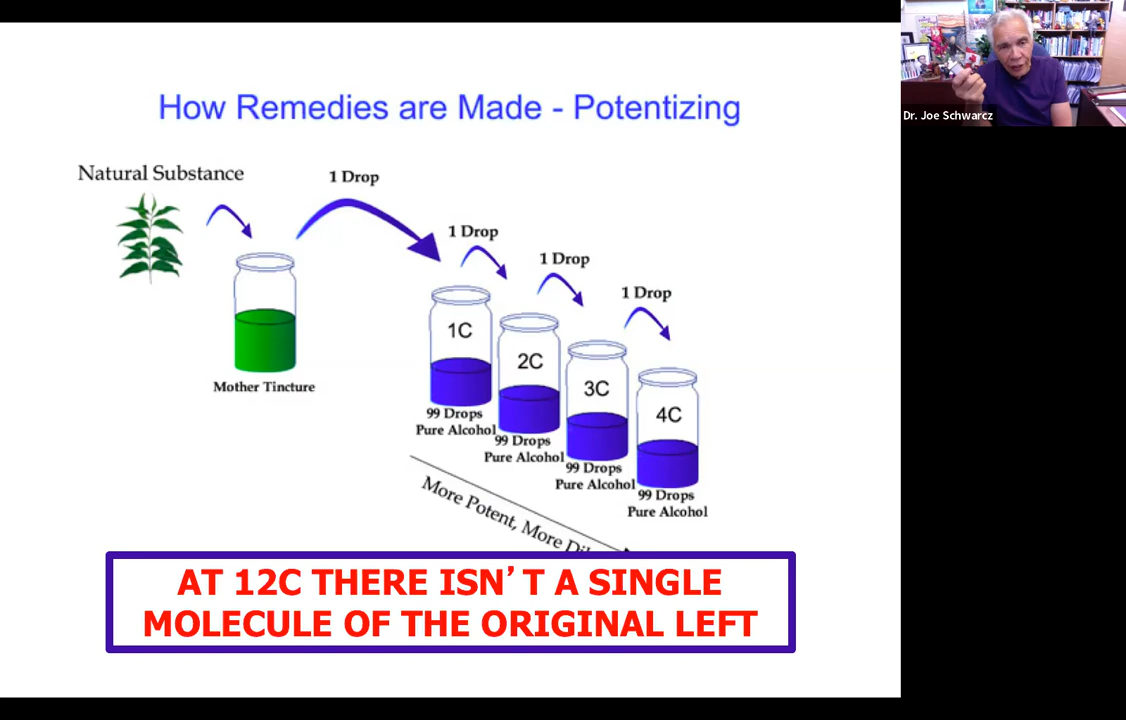 How Remedies are Made - Potentizing
Dr. Joe Schwarcz
Natural Substance
1 Drop
1 Drop
1 Drop
1 Drop
1C
2C
3C
4C
Mother Tincture
99 Drops
Pure Alcohol
99 Drops
Pure Alcohol
99 Drops
Pure Alcohol
99 Drops
Pure Alcohol
More Potent, More
AT 12C THERE ISN’T A SINGLE
MOLECULE OF THE ORIGINAL LEFT